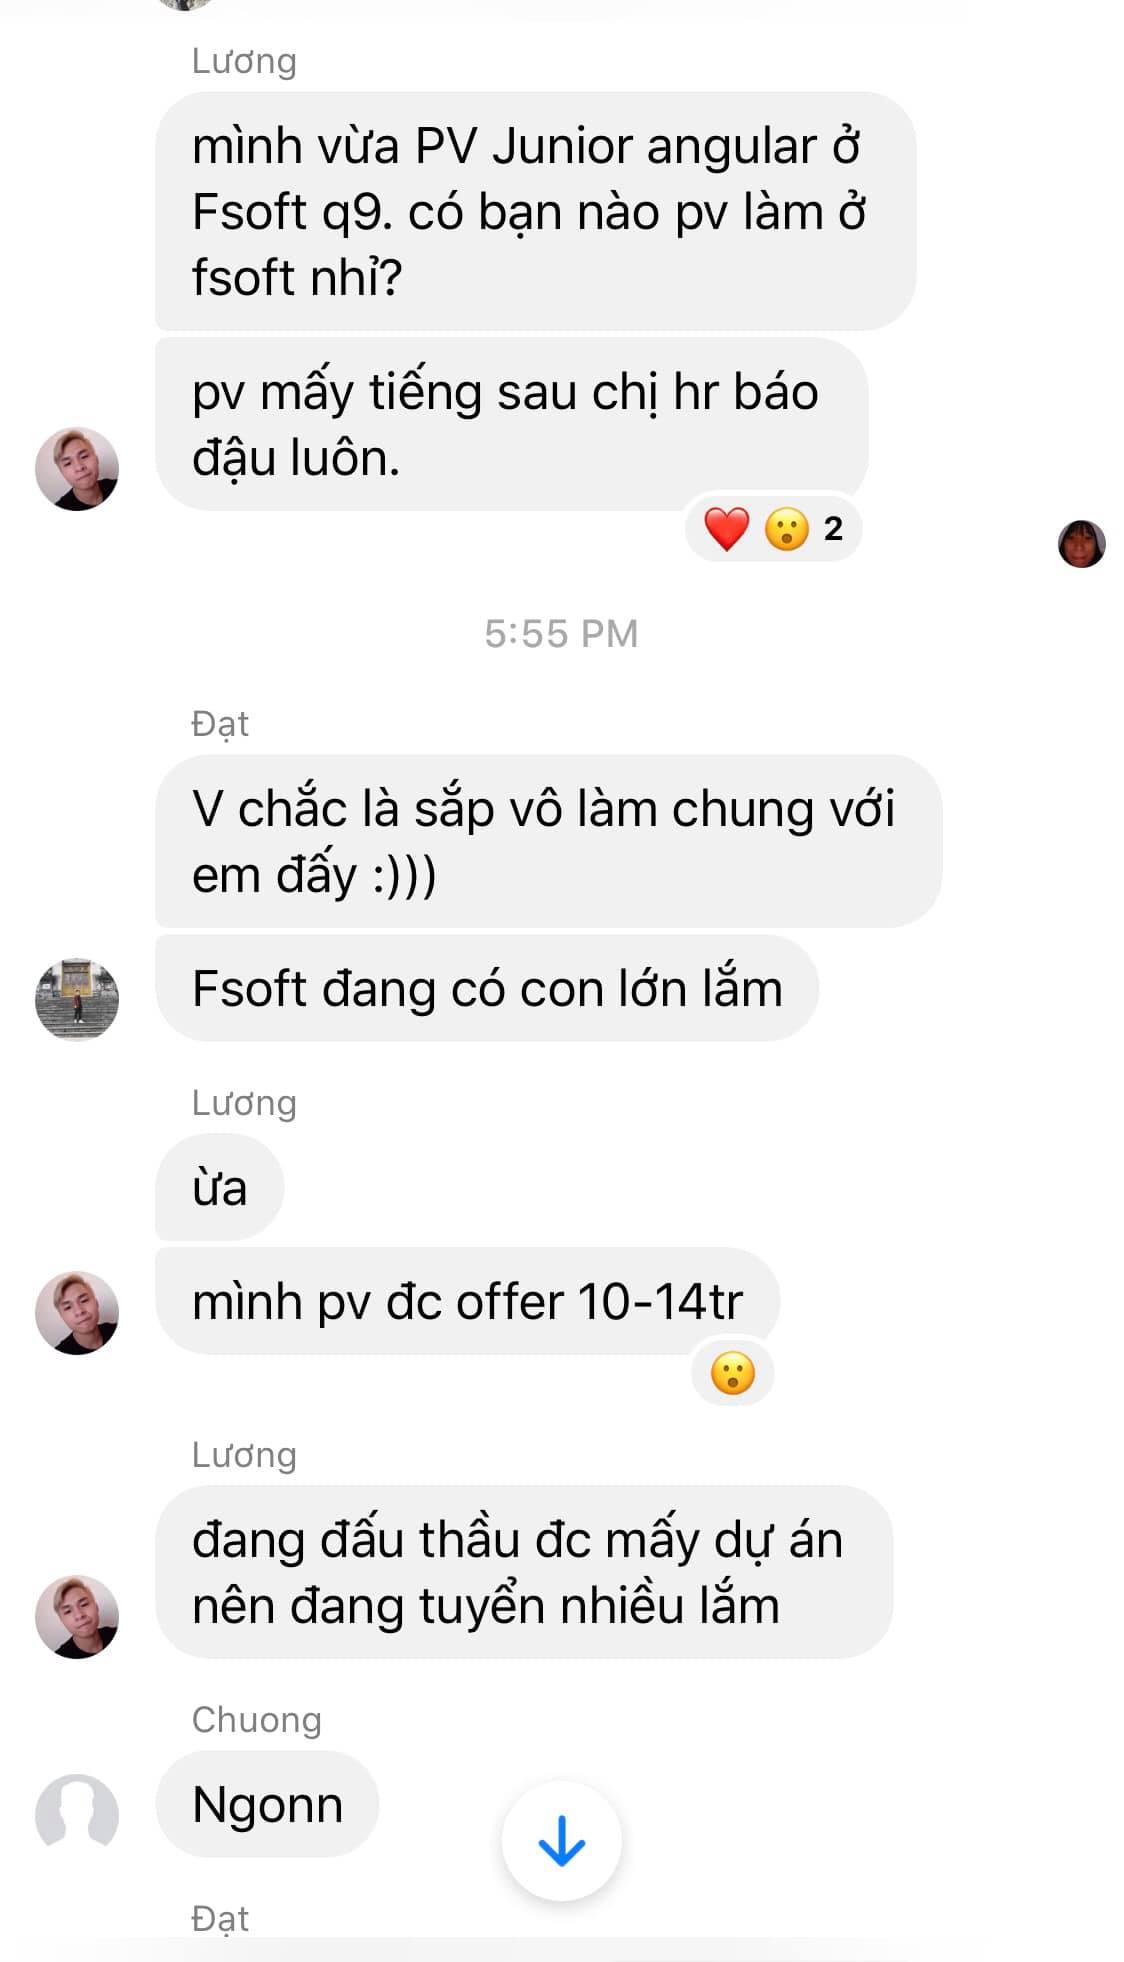 Lương
mình vừa PV Junior angular ở
Fsoft q9. có bạn nào pv làm ở
fsoft nhỉ?
pv mấy tiếng sau chị hr báo
đậu luôn.
2
5:55 PM
Đạt
V chắc là sắp vô làm chung với
em đấy :)))
Fsoft đang có con lớn lắm
Lương
ừa
mình pv đc offer 10-14tr
Lương
đang đấu thầu đc mấy dự án
nên đang tuyển nhiều lắm
Chuong
Ngonn
Đạt